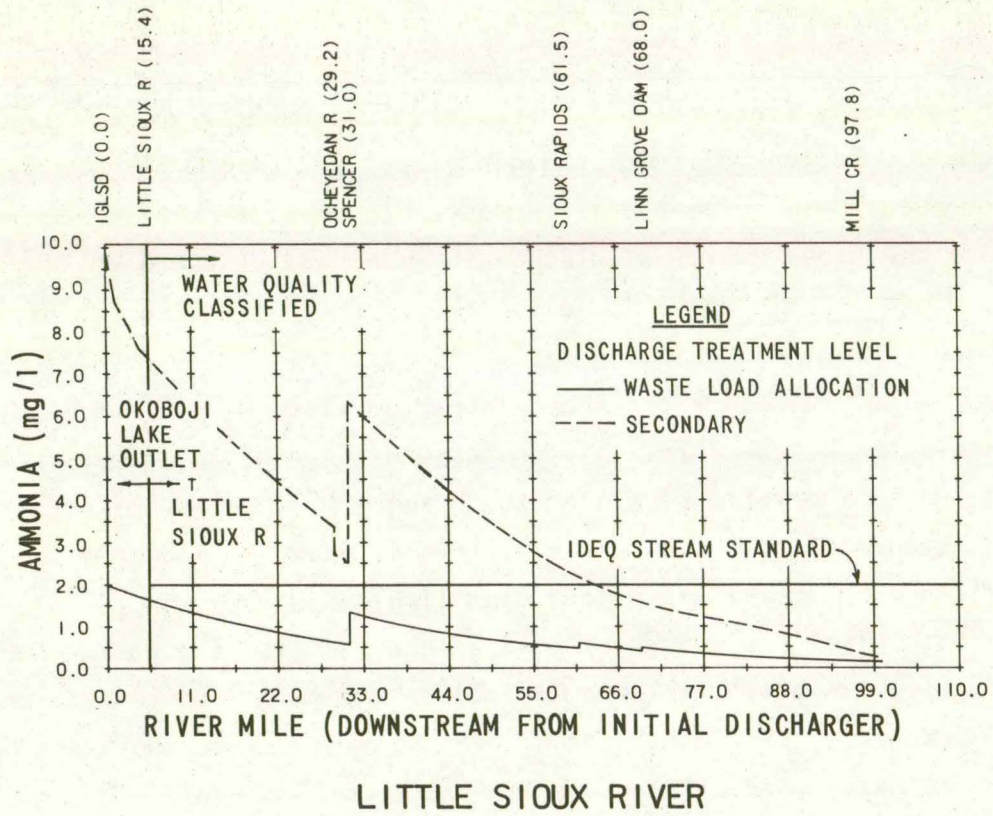 IGLSD (0.0)
LITTLE SIOUX R (15.4)
OCHEYEDAN R (29.2)
SPENCER (31.0)
SIOUX RAPIDS (61.5)
LINN GROVE DAM (68.0)
MILL CR (97.8)
AMMONIA (mg/l)
10.0
9.0
8.0
7.0
6.0
5.0
4.0
3.0
2.0
1.0
0.0
WATER QUALITY
CLASSIFIED
OKOBOJI
LAKE
OUTLET
LITTLE
SIOUX R
LEGEND
DISCHARGE TREATMENT LEVEL
WASTE LOAD ALLOCATION
SECONDARY
IDEQ STREAM STANDARD
0.0 11.0 22.0 33.0 44.0 55.0 66.0 77.0 88.0 99.0 110.0
RIVER MILE (DOWNSTREAM FROM INITIAL DISCHARGER)
LITTLE SIOUX RIVER